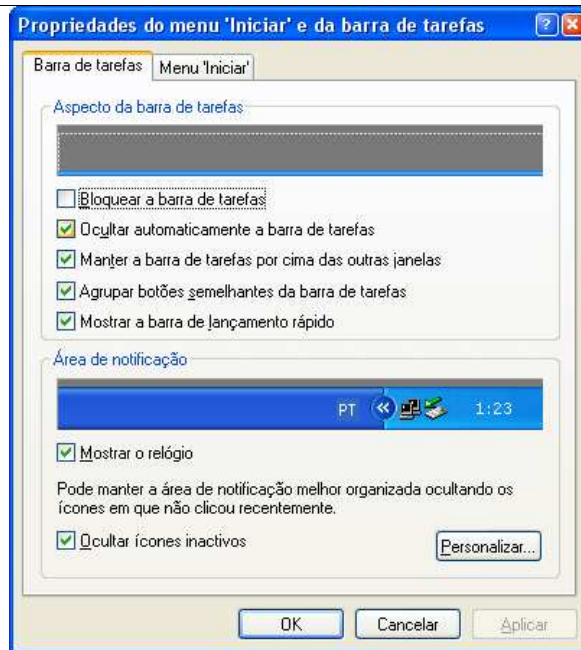 Propriedades do menu 'Iniciar' e da barra de tarefas
Barra de tarefas
Menu 'Iniciar'
Aspecto da barra de tarefas
Bloquear a barra de tarefas
Ocultar automaticamente a barra de tarefas
Manter a barra de tarefas por cima das outras janelas
Agrupar botões semelhantes da barra de tarefas
Mostrar a barra de lançamento rápido
Área de notificação
PT 1:23
Mostrar o relógio
Pode manter a área de notificação melhor organizada ocultando os
ícones em que não clicou recentemente.
Ocultar ícones inactivos
Personalizar...
OK
Cancelar
Aplicar